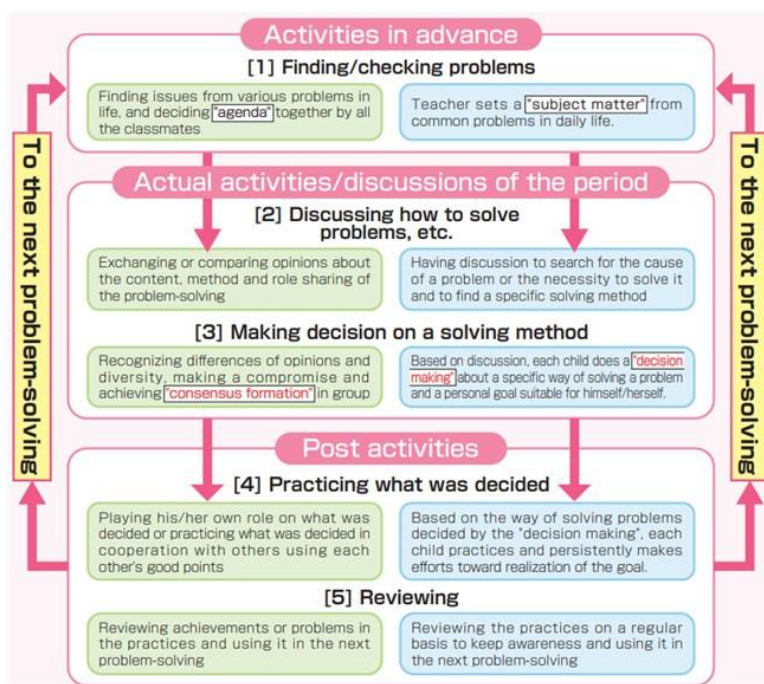 Activities in advance
[1] Finding/checking problems
Finding issues from various problems in
life, and deciding "agenda" together by all
the classmates
Teacher sets a "subject matter" from
common problems in daily life.
To the next problem-solving
To the next problem-solving
Actual activities/discussions of the period
[2] Discussing how to solve
problems, etc.
Exchanging or comparing opinions about
the content, method and role sharing of
the problem-solving
Having discussion to search for the cause
of a problem or the necessity to solve it
and to find a specific solving method
[3] Making decision on a solving method
Recognizing differences of opinions and
diversity, making a compromise and
achieving "consensus formation" in group
Based on discussion, each child does a "decision
making" about a specific way of solving a problem
and a personal goal suitable for himself/herself.
Post activities
[4] Practicing what was decided
Playing his/her own role on what was
decided or practicing what was decided in
cooperation with others using each
other's good points
Based on the way of solving problems
decided by the "decision making", each
child practices and persistently makes
efforts toward realization of the goal.
[5] Reviewing
Reviewing achievements or problems in
the practices and using it in the next
problem-solving
Reviewing the practices on a regular
basis to keep awareness and using it in
the next problem-solving